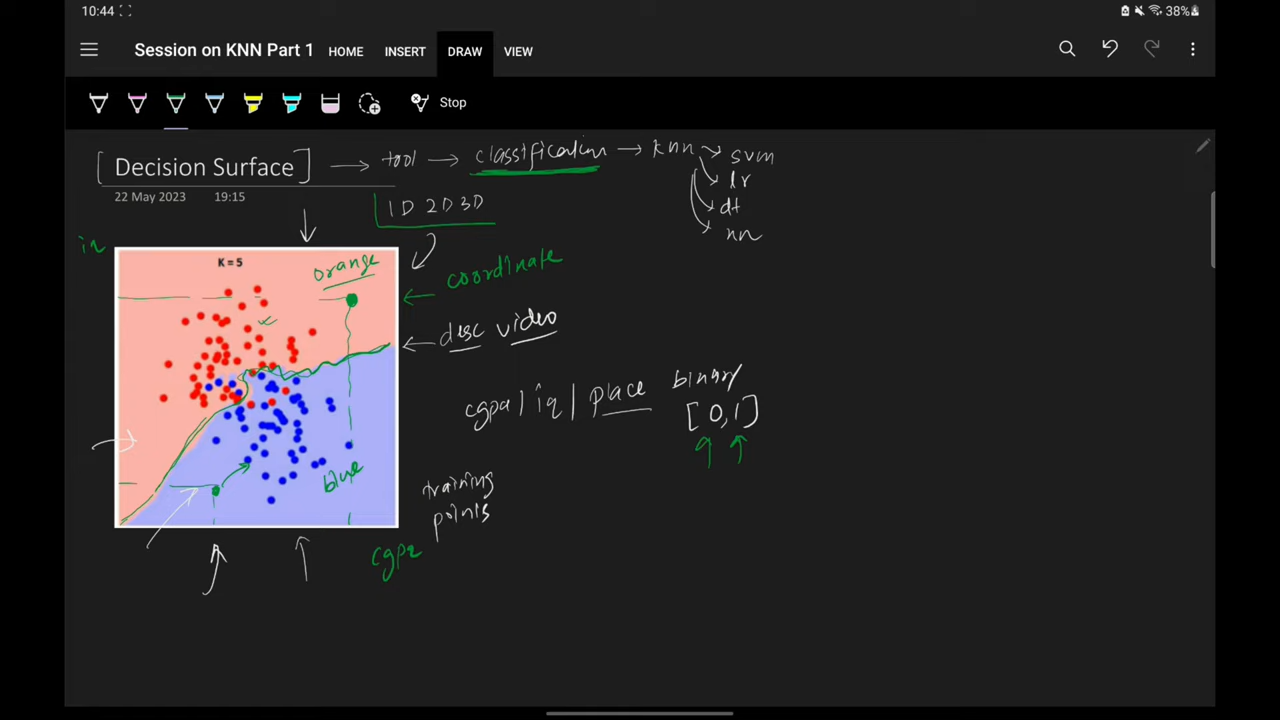 10:44
38%
Session on KNN Part 1
HOME
INSERT
DRAW
VIEW
Stop
[Decision Surface] → tool → classification → knn → svm
lr
dt
nn
22 May 2023 19:15
1D 2D 3D
iq
K = 5
orange
coordinate
desc video
cgpa | iq | place
binary
[0,1]
blue
training
points
cgpa